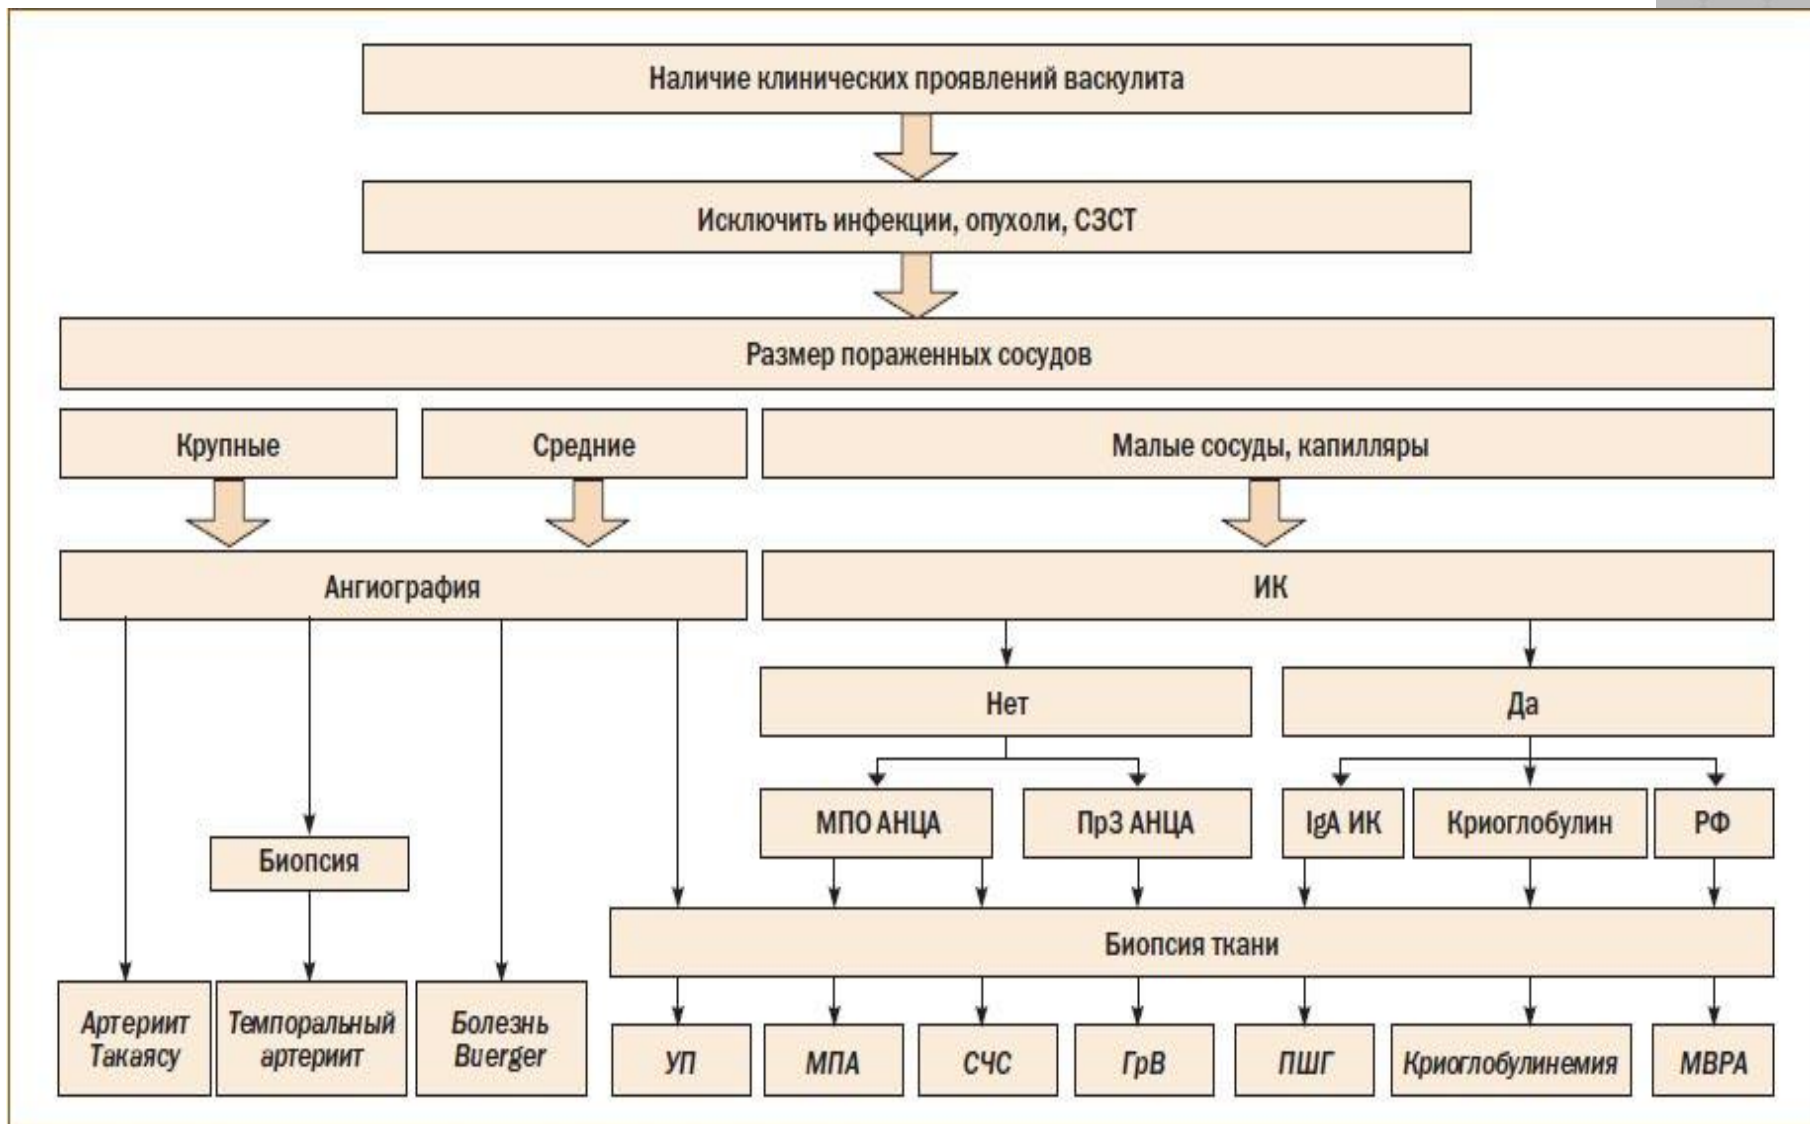 Наличие клинических проявлений васкулита
Исключить инфекции, опухоли, СЗСТ
Размер пораженных сосудов
Крупные
Средние
Малые сосуды, капилляры
Ангиография
ИК
Нет
Да
МПО АНЦА
Пр3 АНЦА
IgA ИК
Криоглобулин
РФ
Биопсия
Биопсия ткани
Артериит
Такаясу
Темпоральный
артериит
Болезнь
Buerger
УП
МПА
СЧС
ГрВ
ПШГ
Криоглобулинемия
МВРА